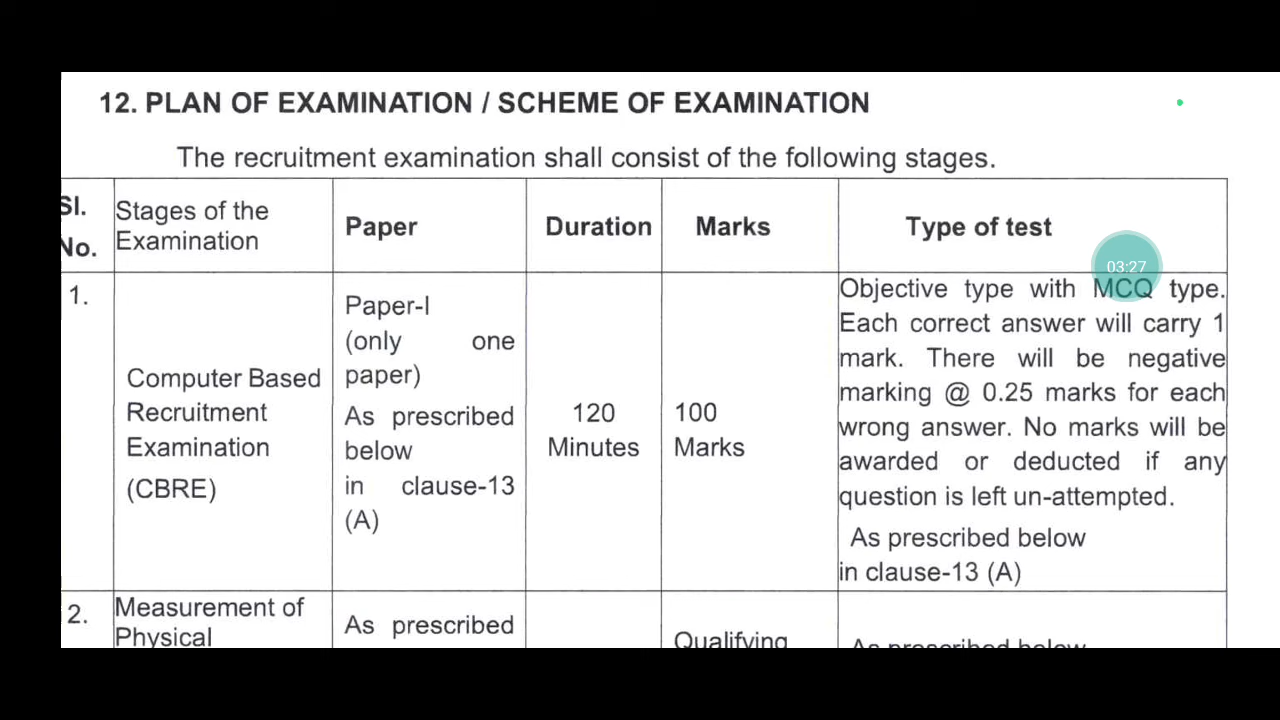 12. PLAN OF EXAMINATION / SCHEME OF EXAMINATION
The recruitment examination shall consist of the following stages.
Sl.
No.
Stages of the
Examination
Paper
Duration
Marks
Type of test
03:27
1.
Computer Based
Recruitment
Examination
(CBRE)
Paper-I
(only one
paper)
As prescribed
below
in clause-13
(A)
120
Minutes
100
Marks
Objective type with MCQ type.
Each correct answer will carry 1
mark. There will be negative
marking @ 0.25 marks for each
wrong answer. No marks will be
awarded or deducted if any
question is left un-attempted.
As prescribed below
in clause-13 (A)
2.
Measurement of
Physical
As prescribed
Qualifying
As prescribed below